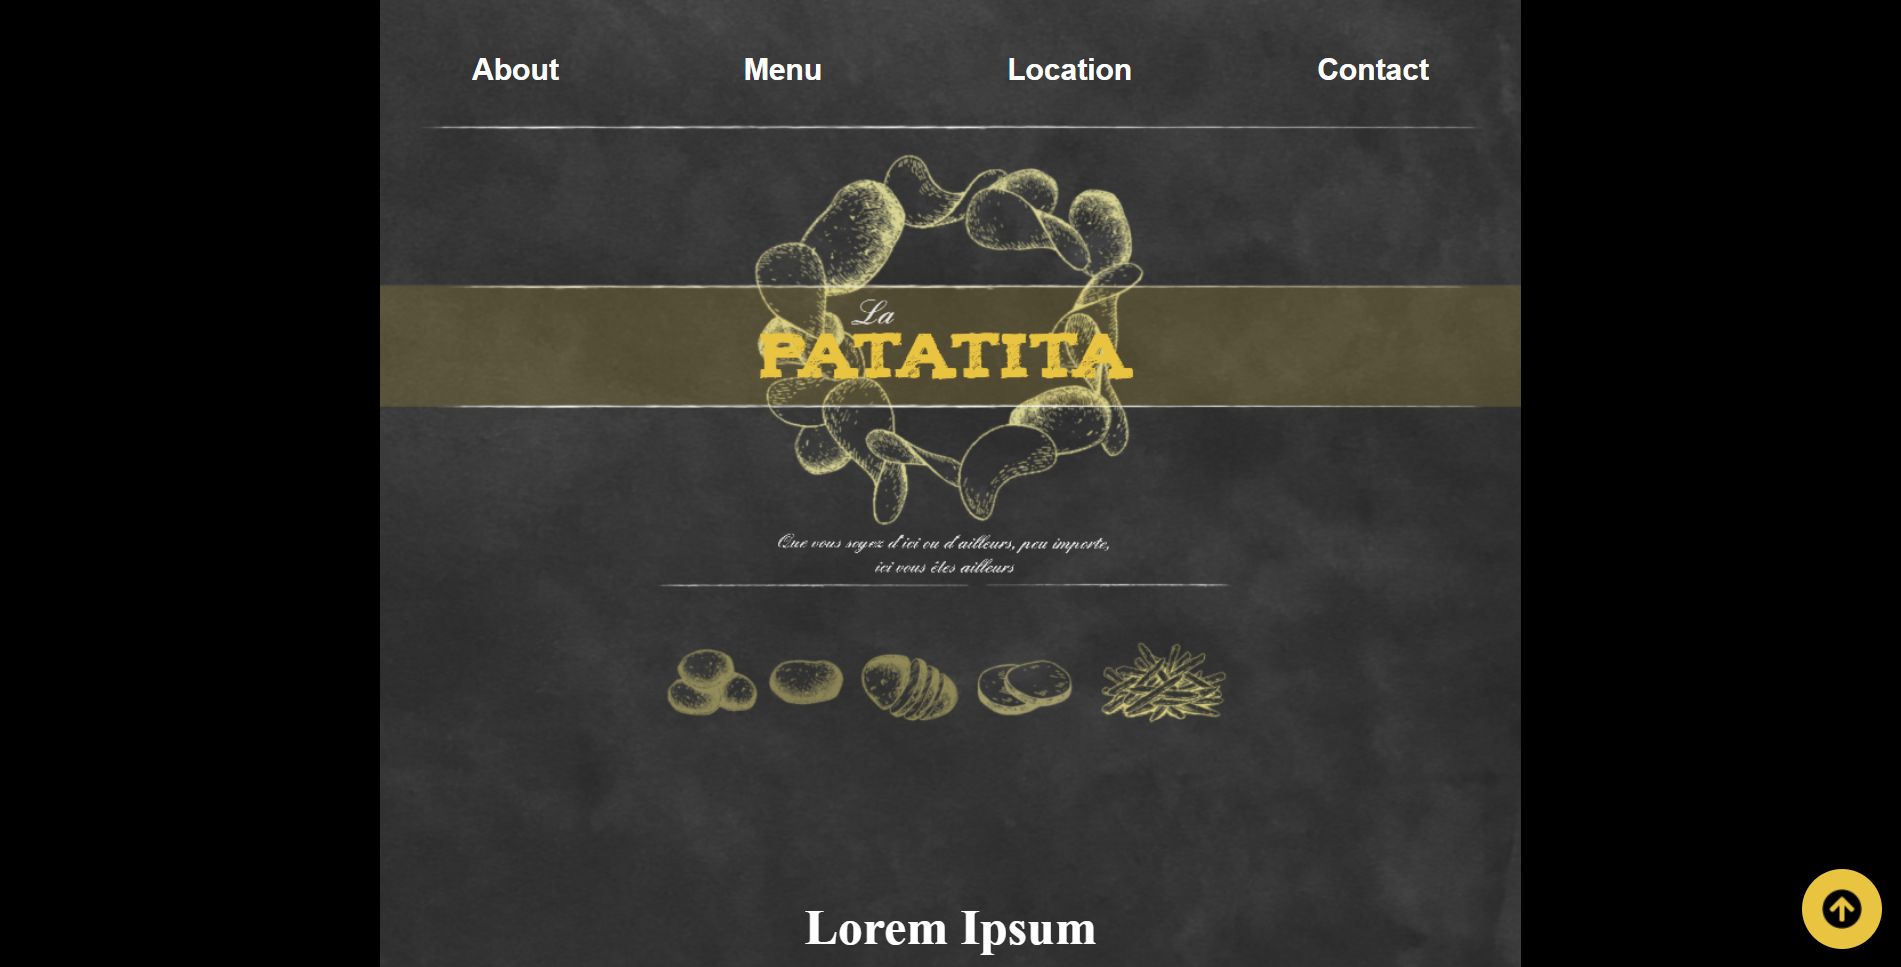 About Menu Location Contact
La
PATATITA
Que vous soyez d'ici ou d'ailleurs, peu importe,
ici vous êtes ailleurs
Lorem Ipsum